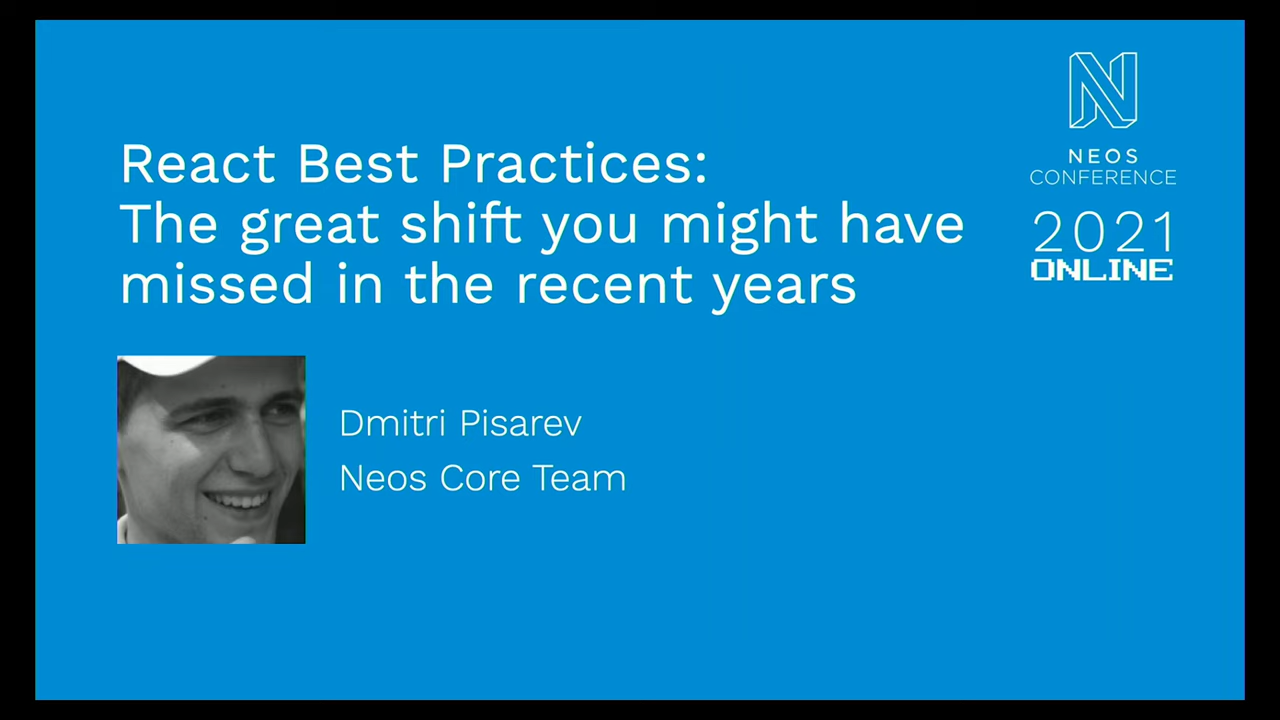 React Best Practices:
The great shift you might have
missed in the recent years
NEOS
CONFERENCE
2021
ONLINE
Dmitri Pisarev
Neos Core Team